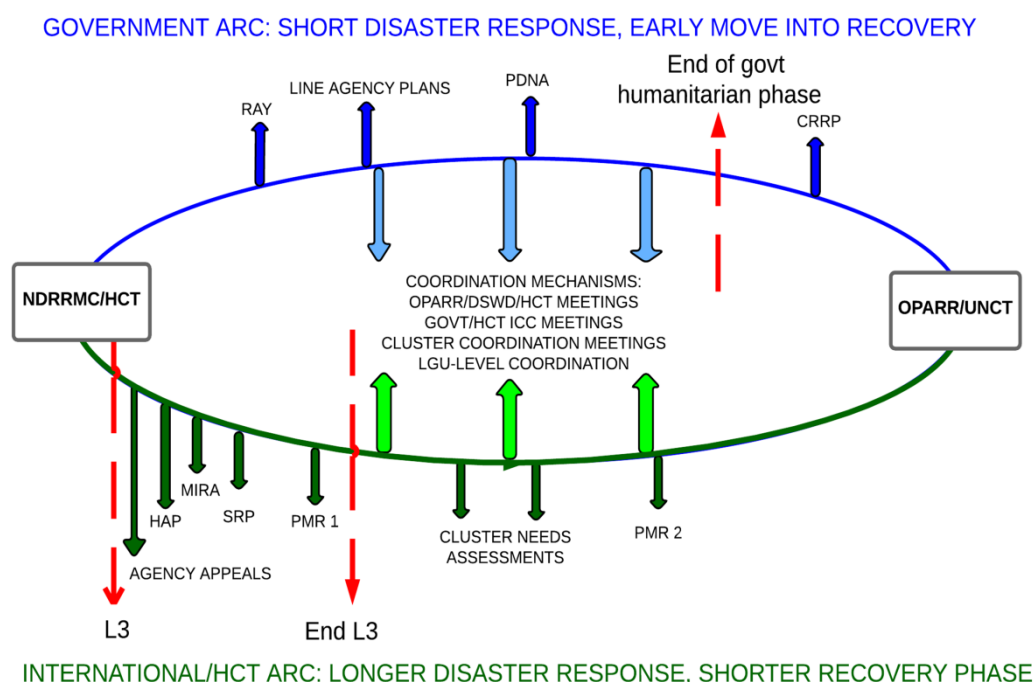 GOVERNMENT ARC: SHORT DISASTER RESPONSE, EARLY MOVE INTO RECOVERY
End of govt
humanitarian phase
PDNA
LINE AGENCY PLANS
RAY
CRRP
NDRRMC/HCT
OPARR/UNCT
COORDINATION MECHANISMS:
OPARR/DSWD/HCT MEETINGS
GOVT/HCT ICC MEETINGS
CLUSTER COORDINATION MEETINGS
LGU-LEVEL COORDINATION
MIRA
HAP
SRP
PMR 1
CLUSTER NEEDS
ASSESSMENTS
PMR 2
AGENCY APPEALS
L3
End L3
INTERNATIONAL/HCT ARC: LONGER DISASTER RESPONSE, SHORTER RECOVERY PHASE